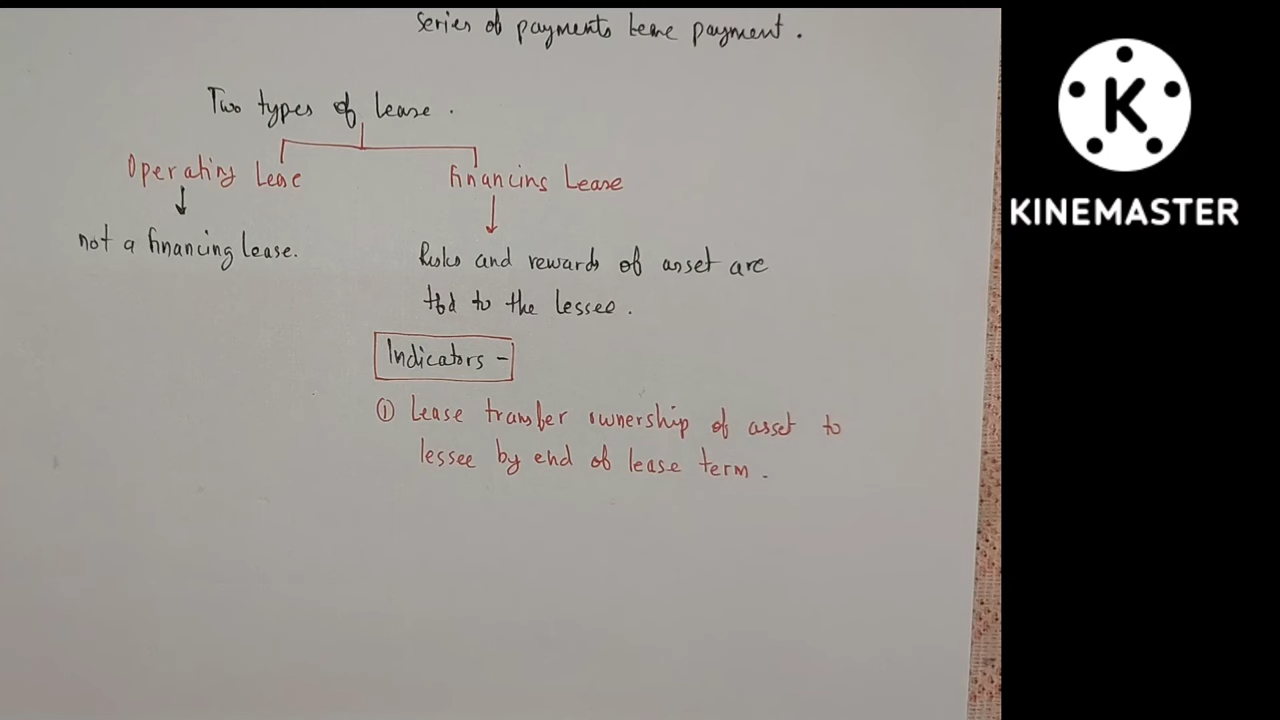 series of payments lease payment.
Two types of lease.
Operating Lease
Financing Lease
not a financing lease.
Risks and rewards of asset are
tfd to the lessee.
Indicators -
① Lease transfer ownership of asset to
lessee by end of lease term.
K
KINEMASTER